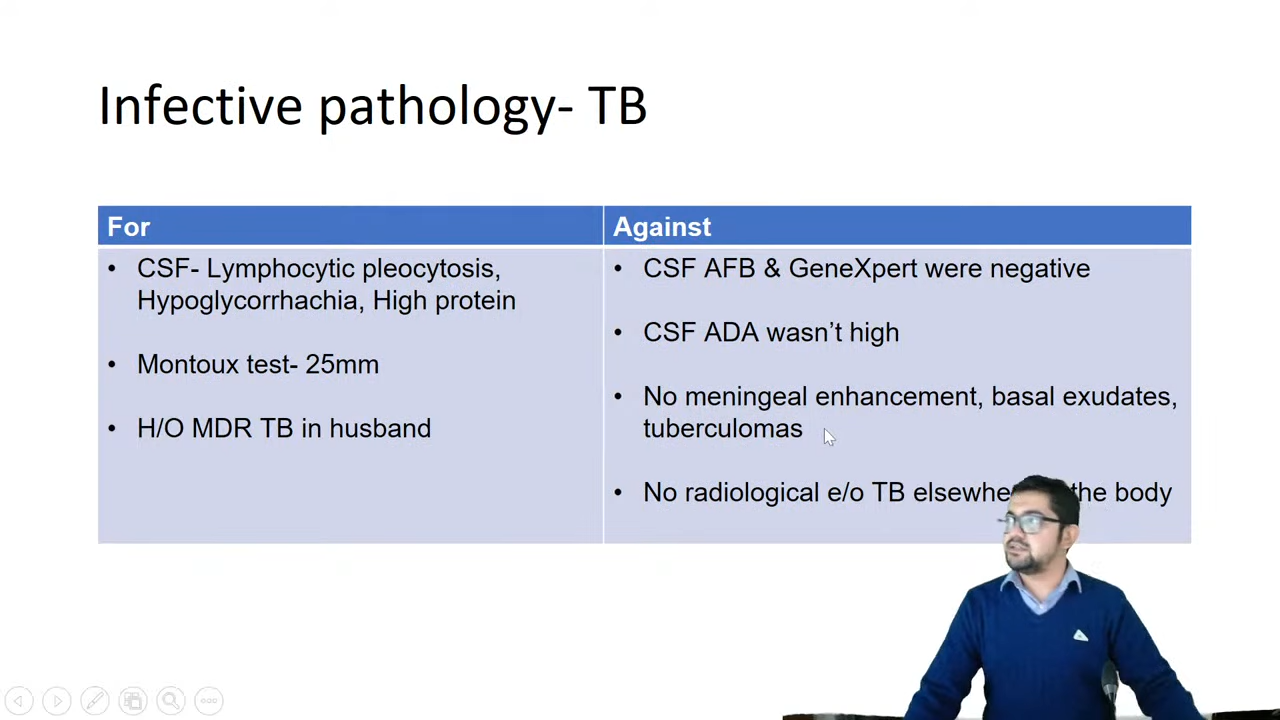 Infective pathology- TB
For
Against
• CSF- Lymphocytic pleocytosis,
Hypoglycorrhachia, High protein
• Montoux test- 25mm
• H/O MDR TB in husband
• CSF AFB & GeneXpert were negative
• CSF ADA wasn't high
• No meningeal enhancement, basal exudates,
tuberculomas
• No radiological e/o TB the body